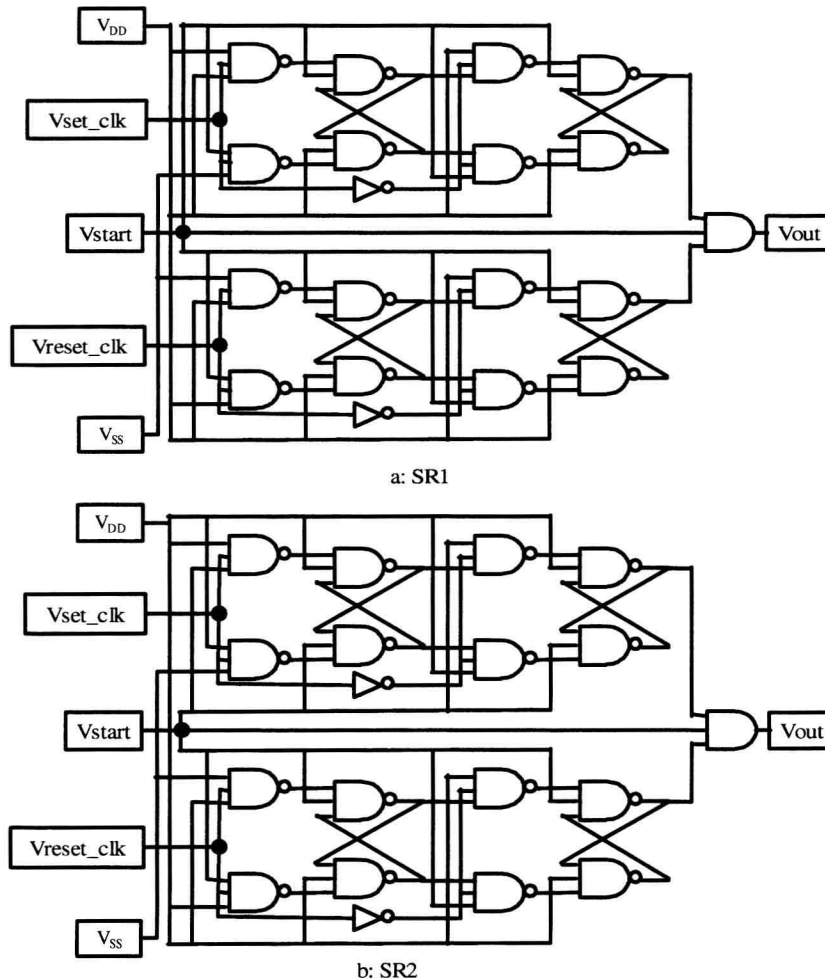 V_DD
Vset_clk
Vstart
Vout
Vreset_clk
V_SS
a: SR1
V_DD
Vset_clk
Vstart
Vout
Vreset_clk
V_SS
b: SR2